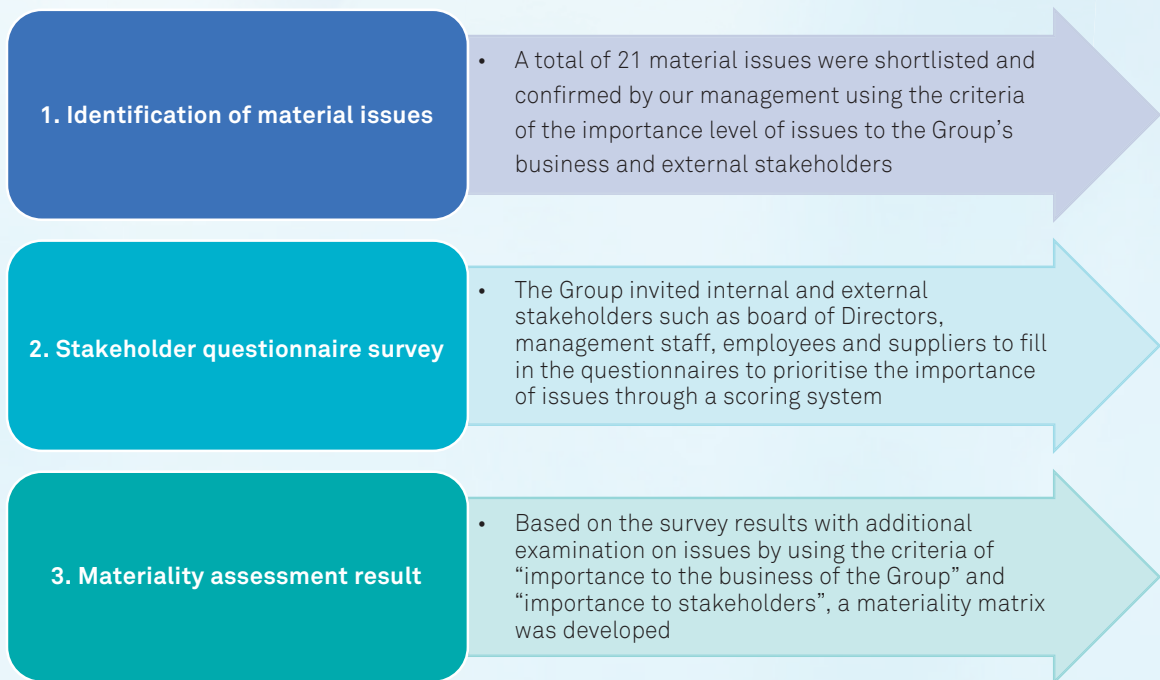 1. Identification of material issues
• A total of 21 material issues were shortlisted and
confirmed by our management using the criteria
of the importance level of issues to the Group’s
business and external stakeholders
2. Stakeholder questionnaire survey
• The Group invited internal and external
stakeholders such as board of Directors,
management staff, employees and suppliers to fill
in the questionnaires to prioritise the importance
of issues through a scoring system
3. Materiality assessment result
• Based on the survey results with additional
examination on issues by using the criteria of
“importance to the business of the Group” and
“importance to stakeholders”, a materiality matrix
was developed